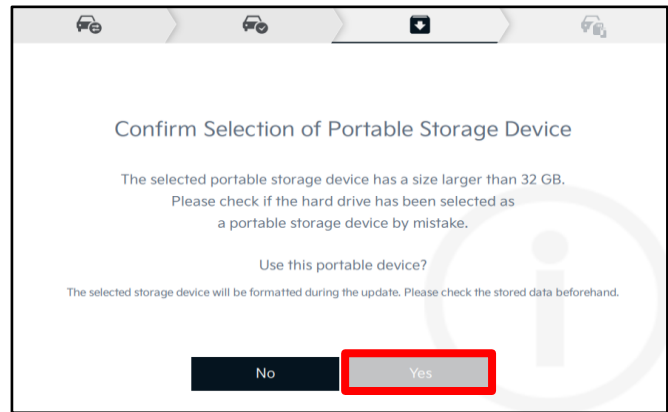 Confirm Selection of Portable Storage Device
The selected portable storage device has a size larger than 32 GB.
Please check if the hard drive has been selected as
a portable storage device by mistake.
Use this portable device?
The selected storage device will be formatted during the update. Please check the stored data beforehand.
No
Yes